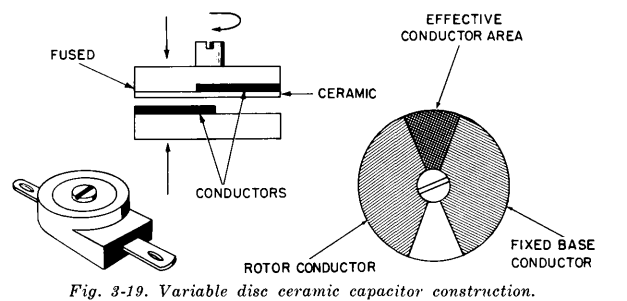 FUSED
CERAMIC
CONDUCTORS
EFFECTIVE
CONDUCTOR AREA
ROTOR CONDUCTOR
FIXED BASE
CONDUCTOR
Fig. 3-19. Variable disc ceramic capacitor construction.